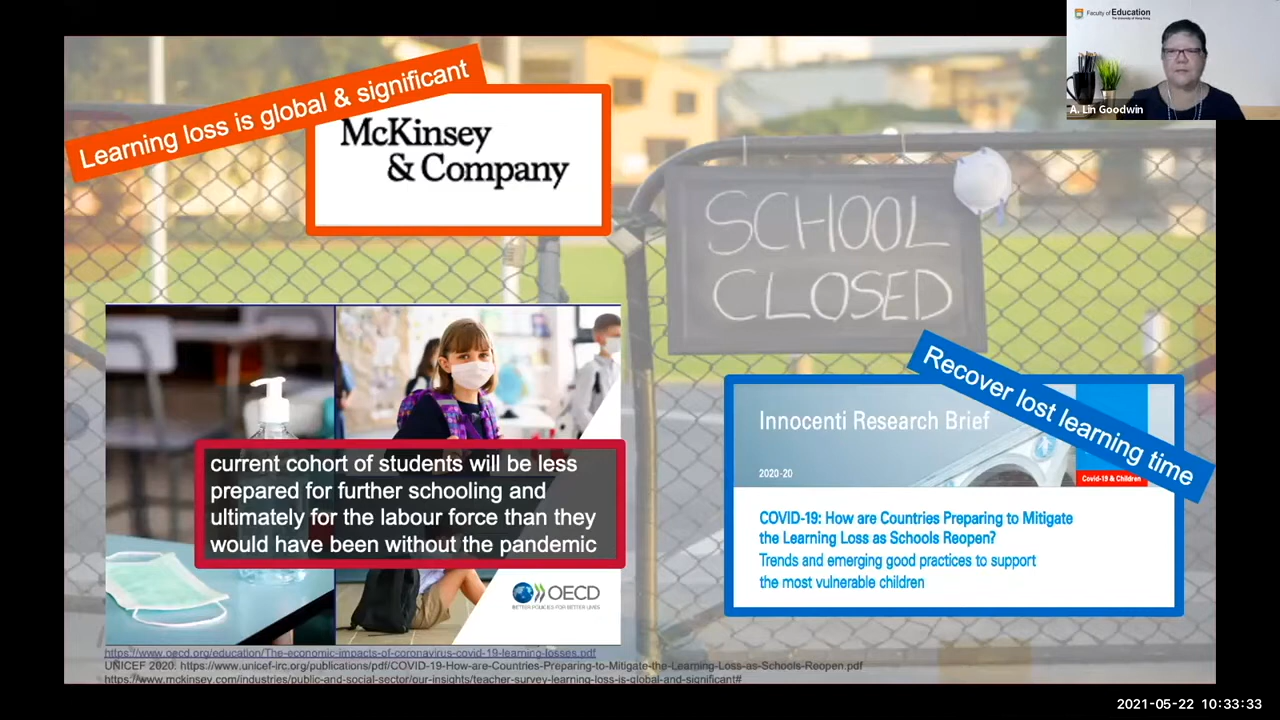 Faculty of Education
The University of Hong Kong
A. Lin Goodwin
Learning loss is global & significant
McKinsey
& Company
SCHOOL
CLOSED
Recover lost learning time
Innocenti Research Brief
2020-20
Covid-19 & Children
COVID-19: How are Countries Preparing to Mitigate
the Learning Loss as Schools Reopen?
Trends and emerging good practices to support
the most vulnerable children
current cohort of students will be less
prepared for further schooling and
ultimately for the labour force than they
would have been without the pandemic
OECD
BETTER POLICIES FOR BETTER LIVES
https://www.oecd.org/education/The-economic-impacts-of-coronavirus-covid-19-learning-losses.pdf
UNICEF 2020. https://www.unicef-irc.org/publications/pdf/COVID-19-How-are-Countries-Preparing-to-Mitigate-the-Learning-Loss-as-Schools-Reopen.pdf
https://www.mckinsey.com/industries/public-and-social-sector/our-insights/teacher-survey-learning-loss-is-global-and-significant#
2021-05-22 10:33:33